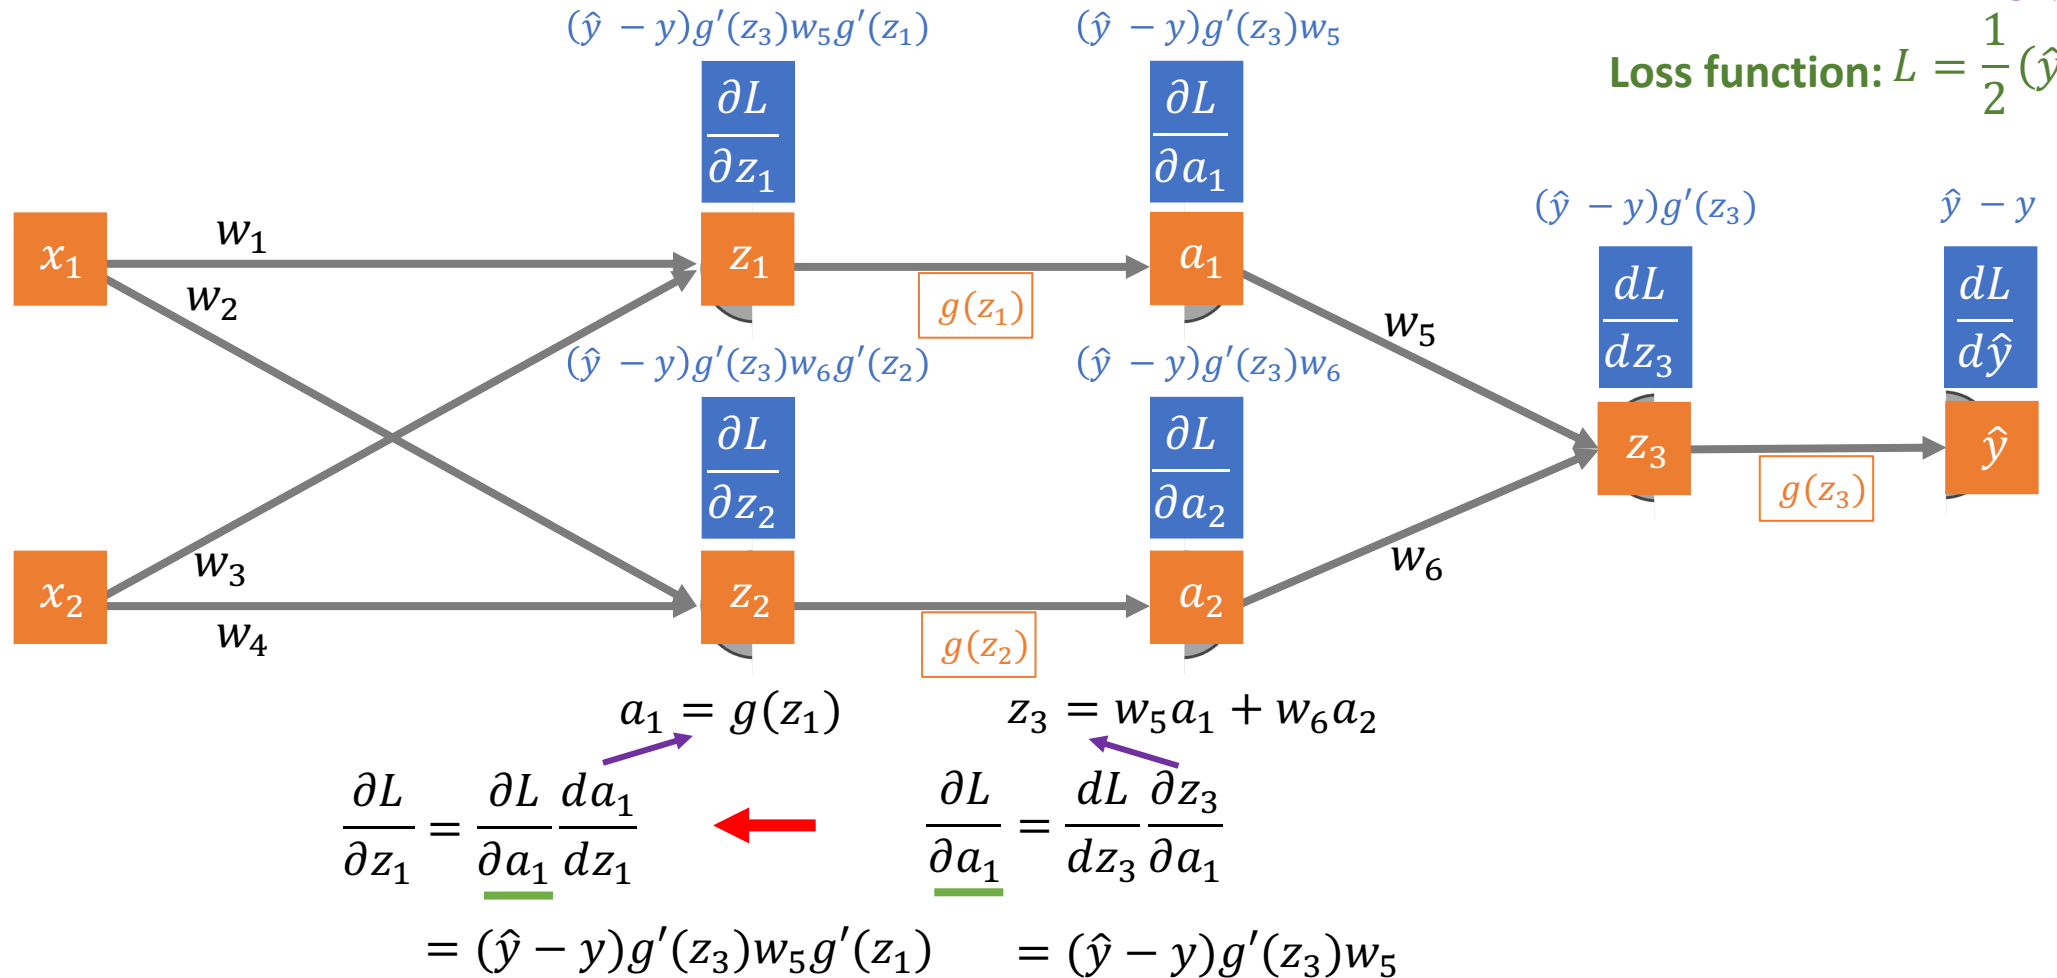 (ŷ − y)g′(z₃)w₅g′(z₁)
(ŷ − y)g′(z₃)w₅
Loss function: L = 1/2 (ŷ
∂L/∂z₁
∂L/∂a₁
(ŷ − y)g′(z₃)
ŷ − y
x₁
w₁
z₁
g(z₁)
a₁
dL/dz₃
dL/dŷ
w₂
w₅
(ŷ − y)g′(z₃)w₆g′(z₂)
(ŷ − y)g′(z₃)w₆
∂L/∂z₂
∂L/∂a₂
z₃
g(z₃)
ŷ
w₃
w₆
x₂
w₄
z₂
g(z₂)
a₂
a₁ = g(z₁)
z₃ = w₅a₁ + w₆a₂
∂L/∂z₁ = ∂L/∂a₁ da₁/dz₁
= (ŷ − y)g′(z₃)w₅g′(z₁)
∂L/∂a₁ = dL/dz₃ ∂z₃/∂a₁
= (ŷ − y)g′(z₃)w₅